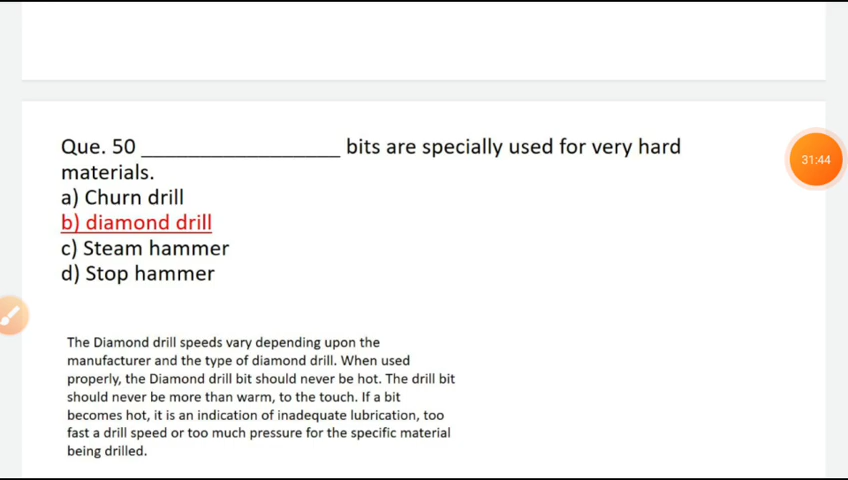 Que. 50 _________________ bits are specially used for very hard
materials.
a) Churn drill
b) diamond drill
c) Steam hammer
d) Stop hammer
31:44
The Diamond drill speeds vary depending upon the
manufacturer and the type of diamond drill. When used
properly, the Diamond drill bit should never be hot. The drill bit
should never be more than warm, to the touch. If a bit
becomes hot, it is an indication of inadequate lubrication, too
fast a drill speed or too much pressure for the specific material
being drilled.